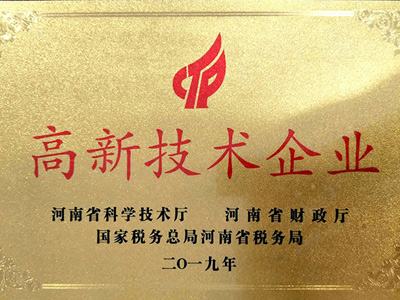 高新技术企业
河南省科学技术厅 河南省财政厅
国家税务总局河南省税务局
二〇一九年